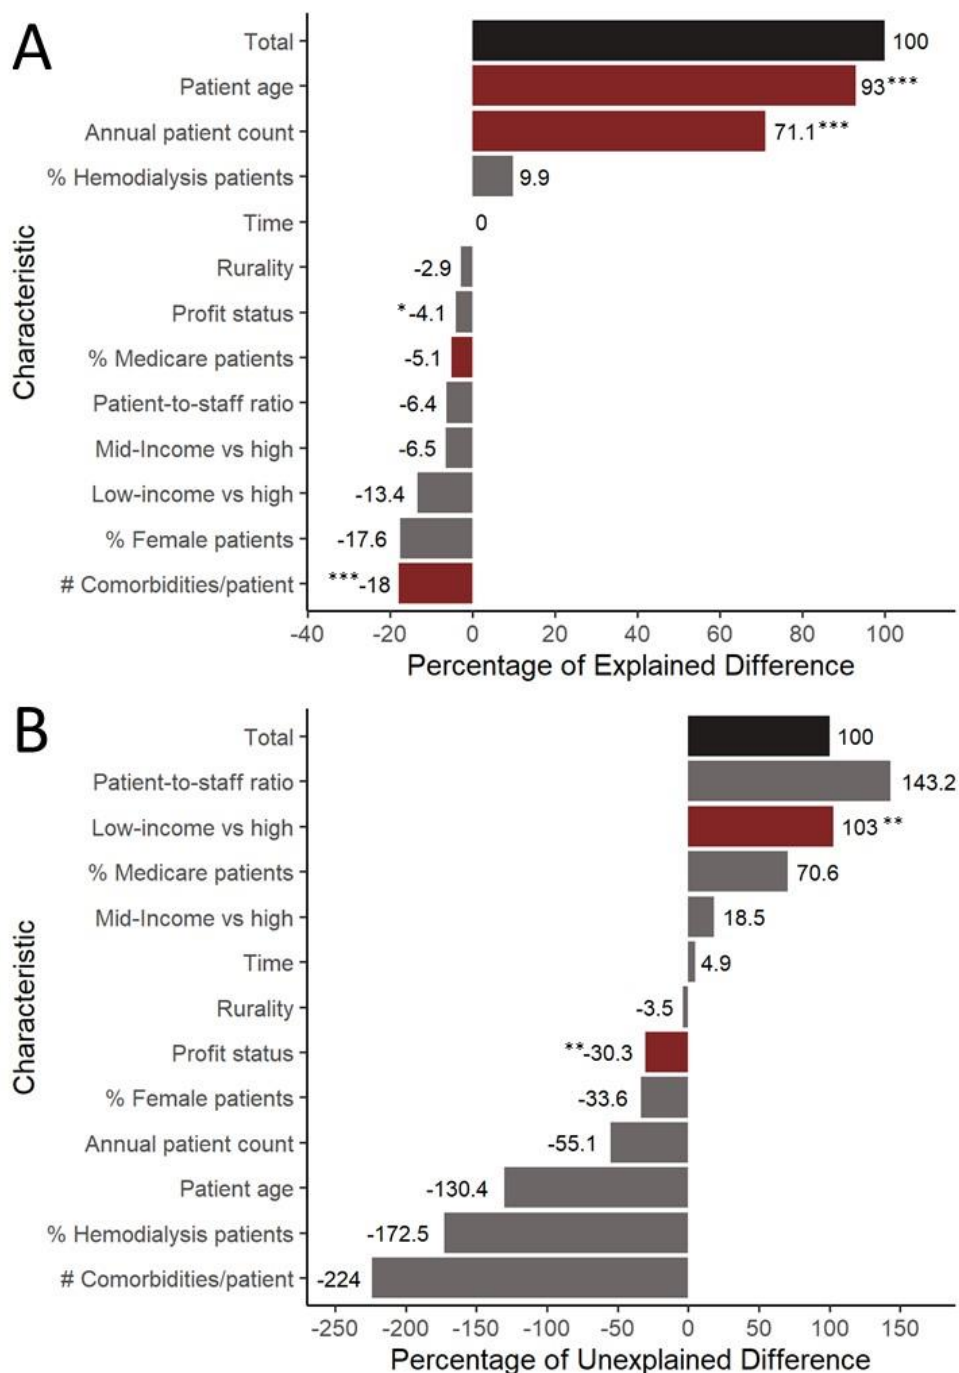 A
Characteristic
Total 100
Patient age 93***
Annual patient count 71.1***
% Hemodialysis patients 9.9
Time 0
Rurality -2.9
Profit status *-4.1
% Medicare patients -5.1
Patient-to-staff ratio -6.4
Mid-Income vs high -6.5
Low-income vs high -13.4
% Female patients -17.6
# Comorbidities/patient ***-18
-40 -20 0 20 40 60 80 100
Percentage of Explained Difference
B
Characteristic
Total 100
Patient-to-staff ratio 143.2
Low-income vs high 103 **
% Medicare patients 70.6
Mid-Income vs high 18.5
Time 4.9
Rurality -3.5
Profit status **-30.3
% Female patients -33.6
Annual patient count -55.1
Patient age -130.4
% Hemodialysis patients -172.5
# Comorbidities/patient -224
-250 -200 -150 -100 -50 0 50 100 150
Percentage of Unexplained Difference